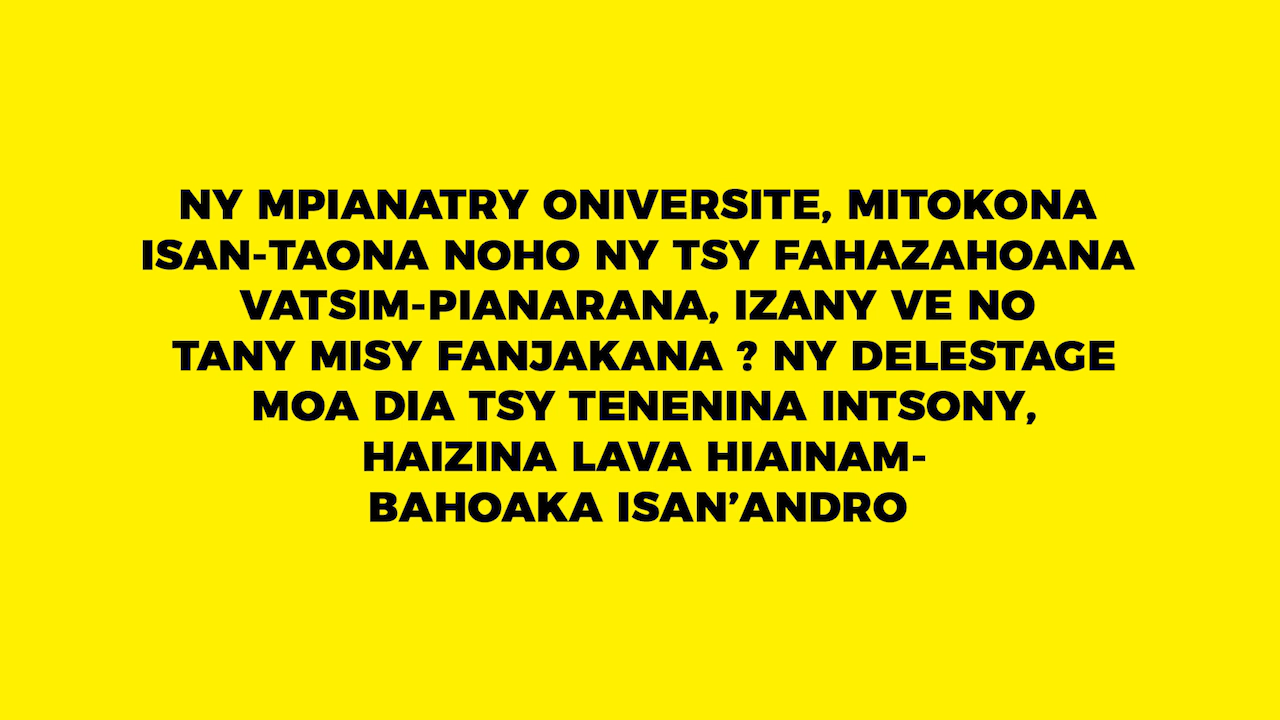 NY MPIANATRY ONIVERSITE, MITOKONA
ISAN-TAONA NOHO NY TSY FAHAZAHOANA
VATSIM-PIANARANA, IZANY VE NO
TANY MISY FANJAKANA ? NY DELESTAGE
MOA DIA TSY TENENINA INTSONY,
HAIZINA LAVA HIAINAM-
BAHOAKA ISAN’ANDRO